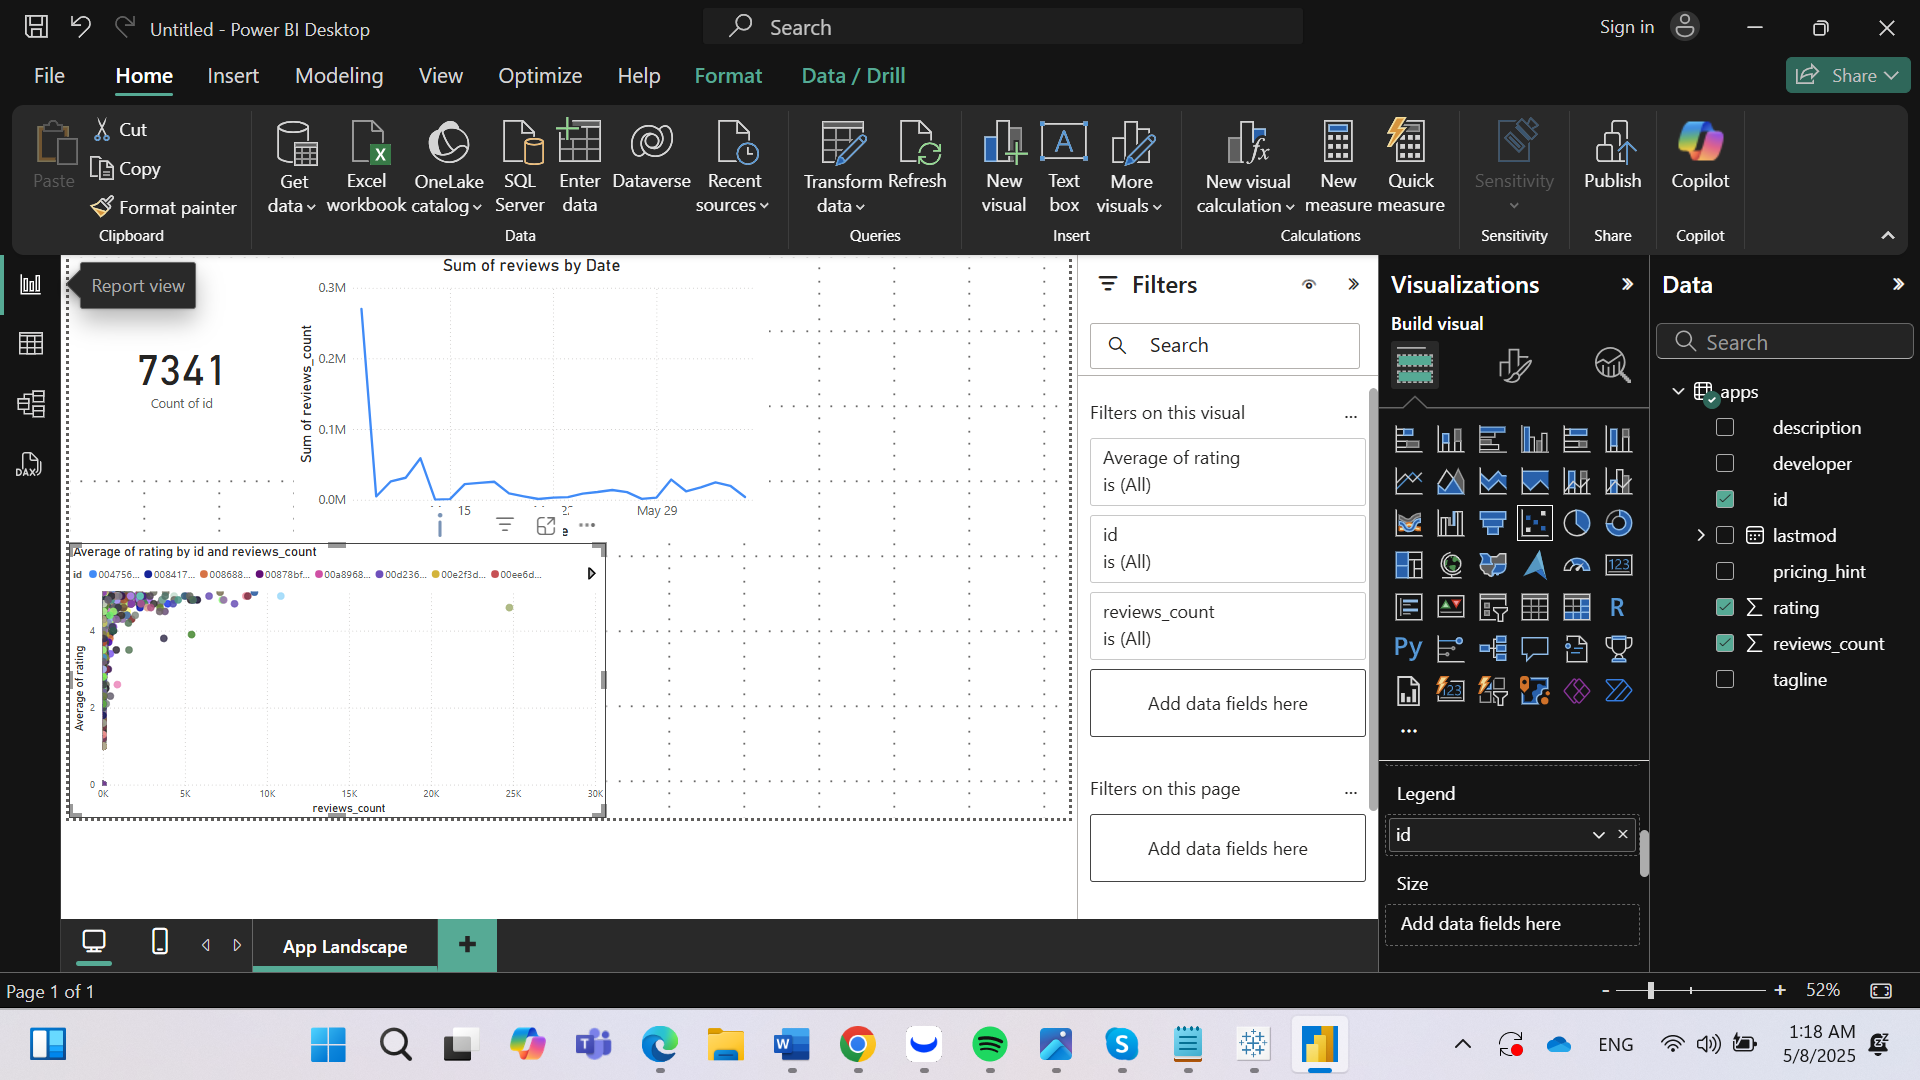 Untitled - Power BI Desktop
Search
Sign in
File
Home
Insert
Modeling
View
Optimize
Help
Format
Data / Drill
Share
Paste
Cut
Copy
Format painter
Clipboard
Get data
Excel workbook
OneLake catalog
SQL Server
Enter data
Dataverse
Recent sources
Data
Transform data
Refresh
Queries
New visual
Text box
More visuals
Insert
New visual calculation
New measure
Quick measure
Calculations
Sensitivity
Sensitivity
Publish
Share
Copilot
Copilot
Report view
DAX
7341
Count of id
Sum of reviews by Date
Sum of reviews_count
0.3M
0.2M
0.1M
0.0M
15
May 29
Average of rating by id and reviews_count
id
004756...
008417...
008688...
00878bf...
00a8968...
00d236...
00e2f3d...
00ee6d...
Average of rating
4
2
0
0K
5K
10K
15K
20K
25K
30K
reviews_count
Filters
Search
Filters on this visual
...
Average of rating
is (All)
id
is (All)
reviews_count
is (All)
Add data fields here
Filters on this page
...
Add data fields here
Visualizations
Build visual
123
R
Py
123
...
Legend
id
Size
Add data fields here
Data
Search
apps
description
developer
id
lastmod
pricing_hint
rating
reviews_count
tagline
App Landscape
Page 1 of 1
52%
ENG
1:18 AM
5/8/2025